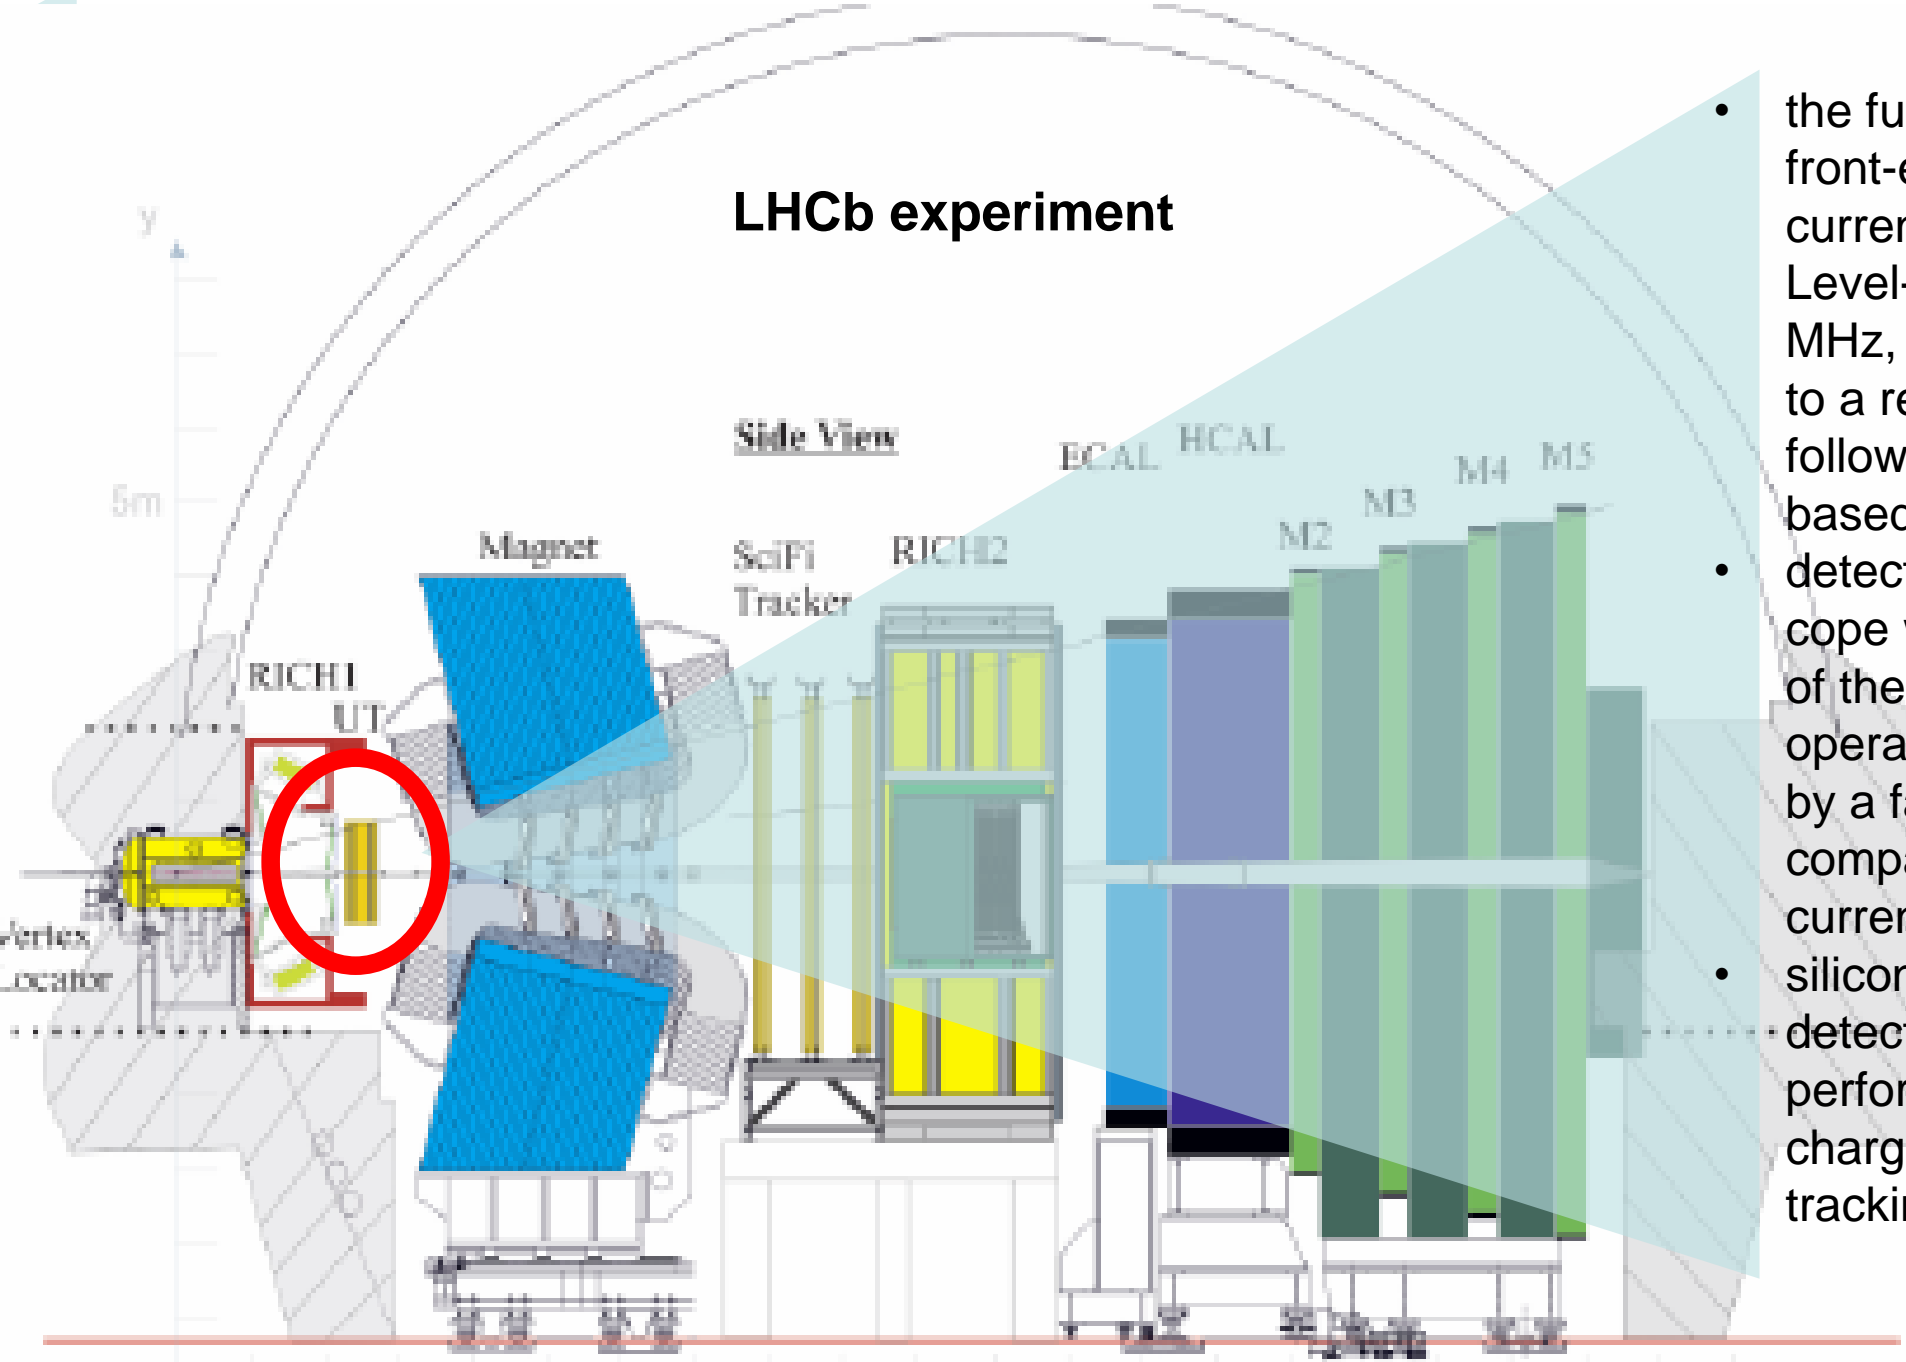 LHCb experiment
y
5m
Side View
ECAL
HCAL
M5
M4
M3
M2
Magnet
SciFi
Tracker
RICH2
RICH1
UT
Vertex
Locator
• the fu
front-e
curren
Level-
MHz,
to a re
follow
based
• detect
cope
of the
opera
by a fa
compa
curren
• silicon
detect
perfor
charg
trackin